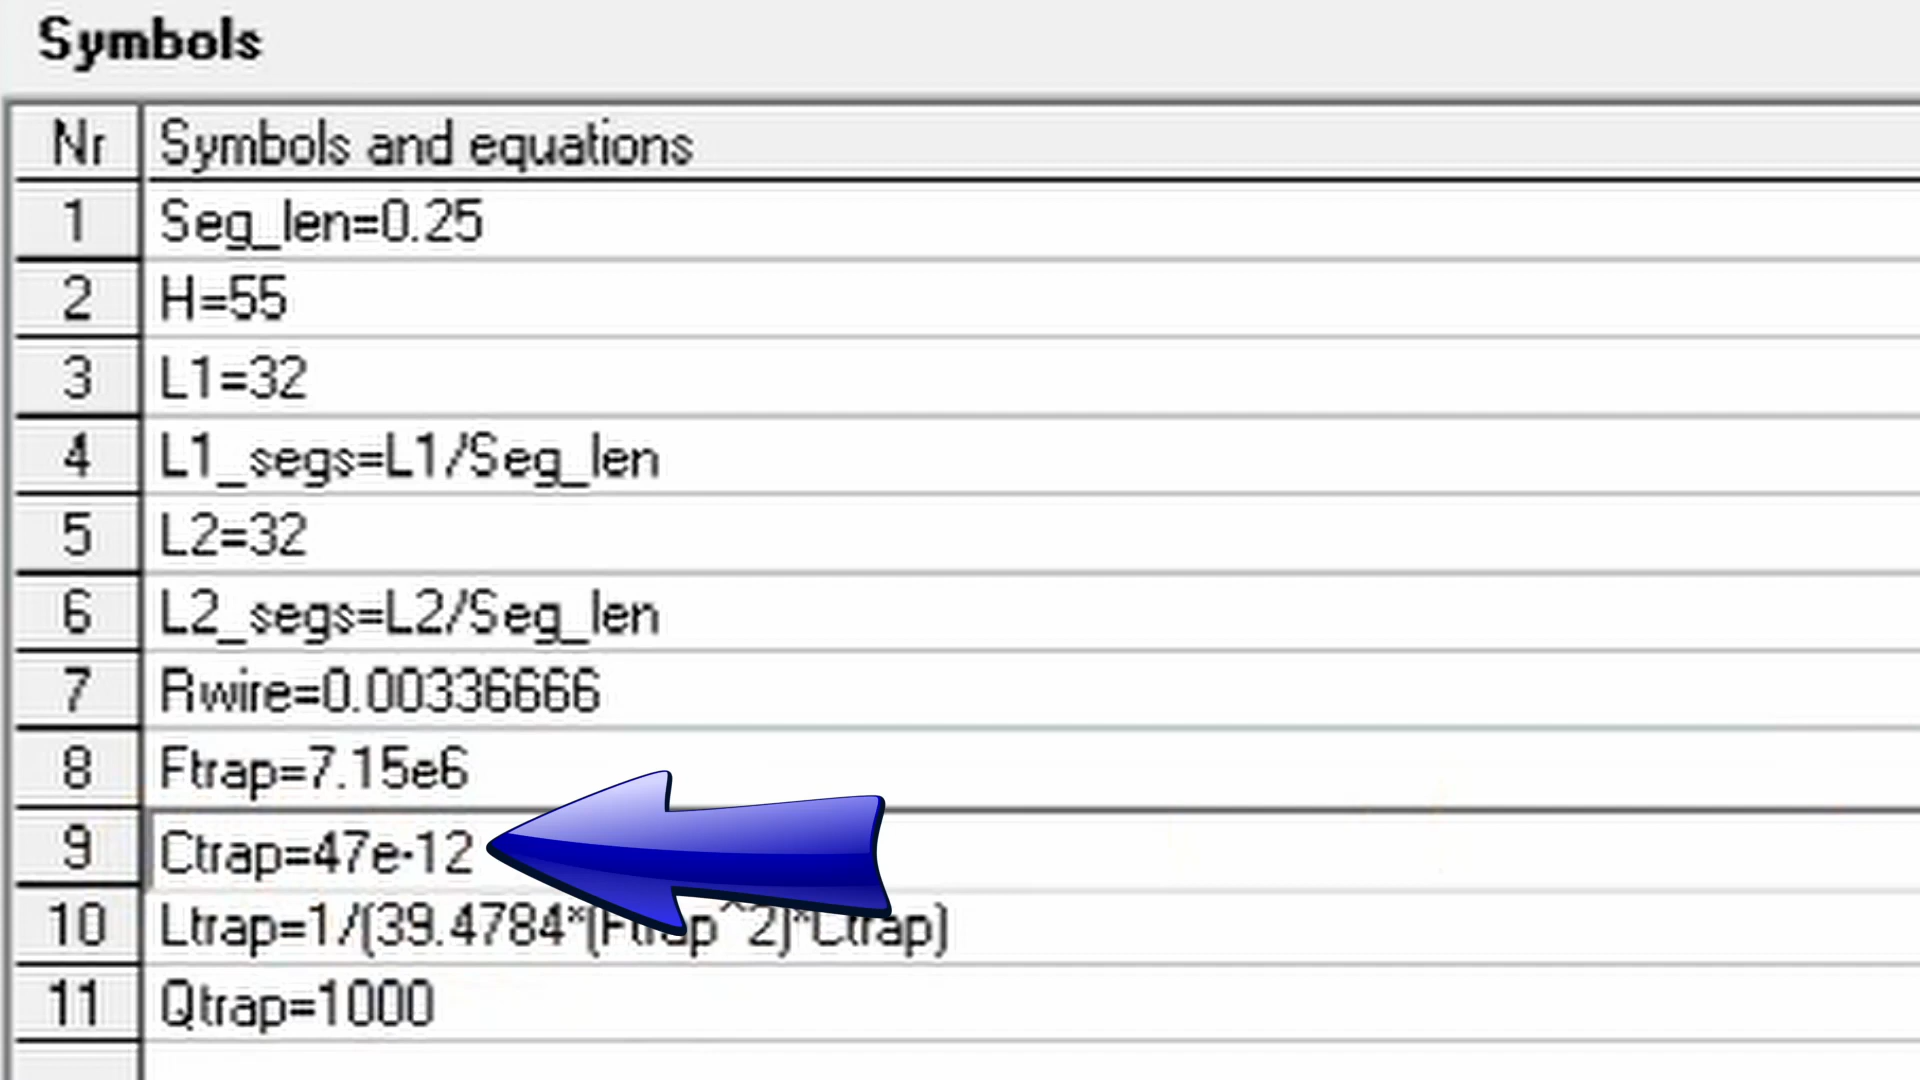 Symbols
Nr Symbols and equations
1 Seg_len=0.25
2 H=55
3 L1=32
4 L1_segs=L1/Seg_len
5 L2=32
6 L2_segs=L2/Seg_len
7 Rwire=0.00336666
8 Ftrap=7.15e6
9 Ctrap=47e-12
10 Ltrap=1/(39.4784*(Ftrap^2)*Ctrap)
11 Qtrap=1000